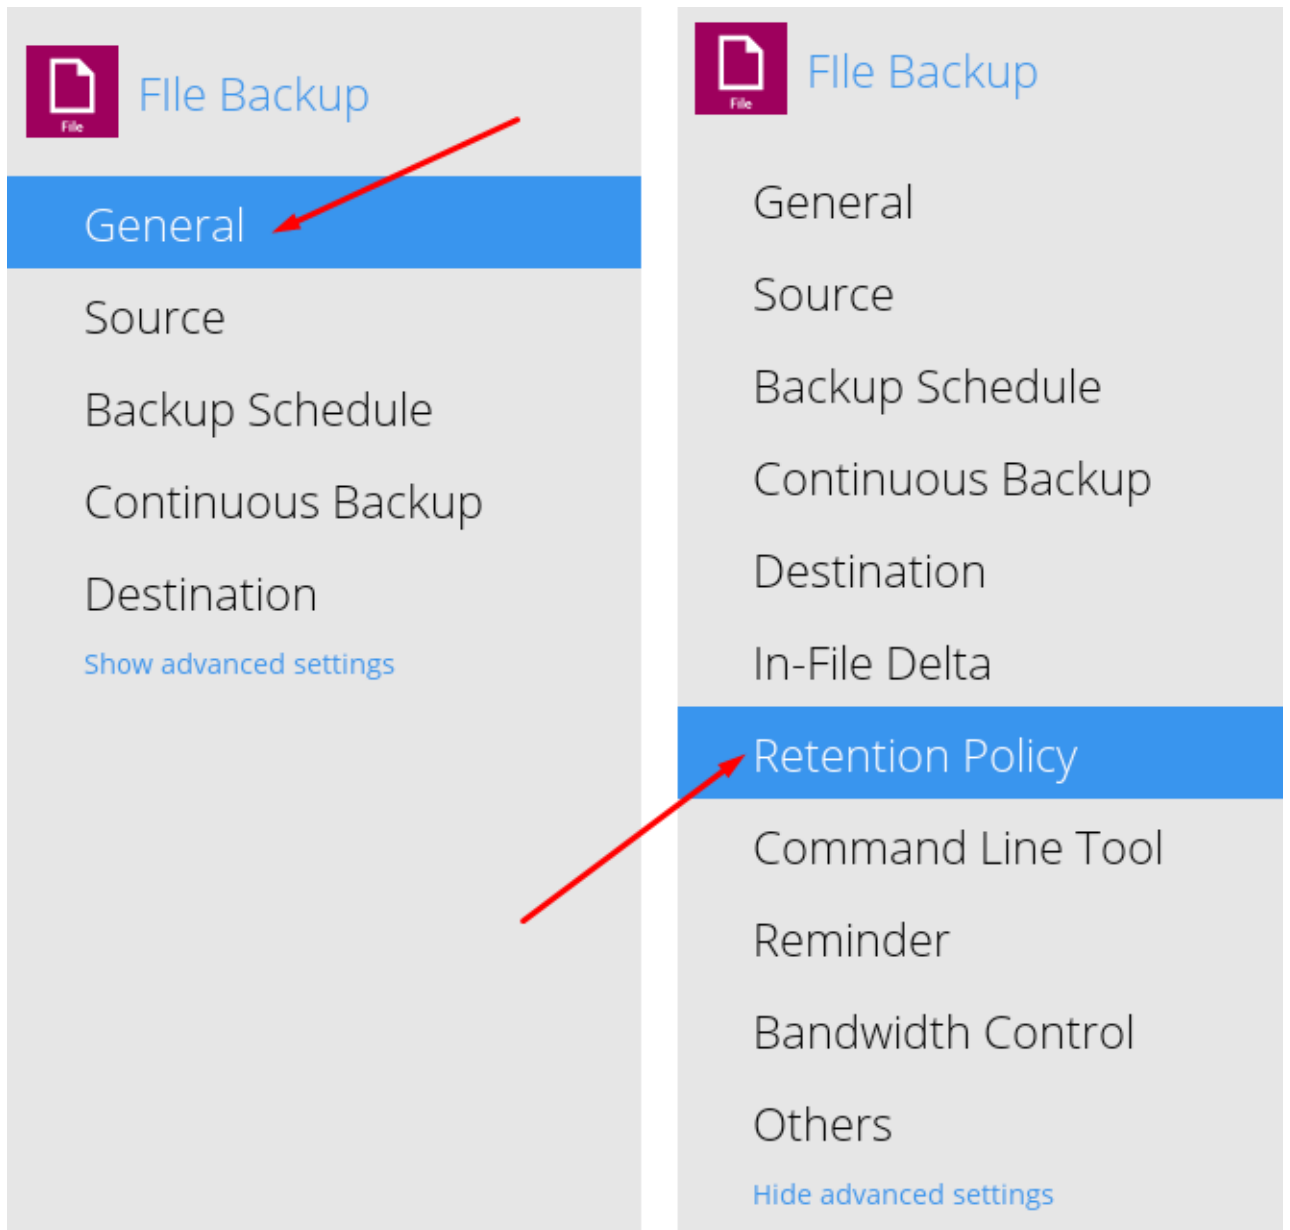 File
FIle Backup
General
Source
Backup Schedule
Continuous Backup
Destination
Show advanced settings
File
FIle Backup
General
Source
Backup Schedule
Continuous Backup
Destination
In-File Delta
Retention Policy
Command Line Tool
Reminder
Bandwidth Control
Others
Hide advanced settings